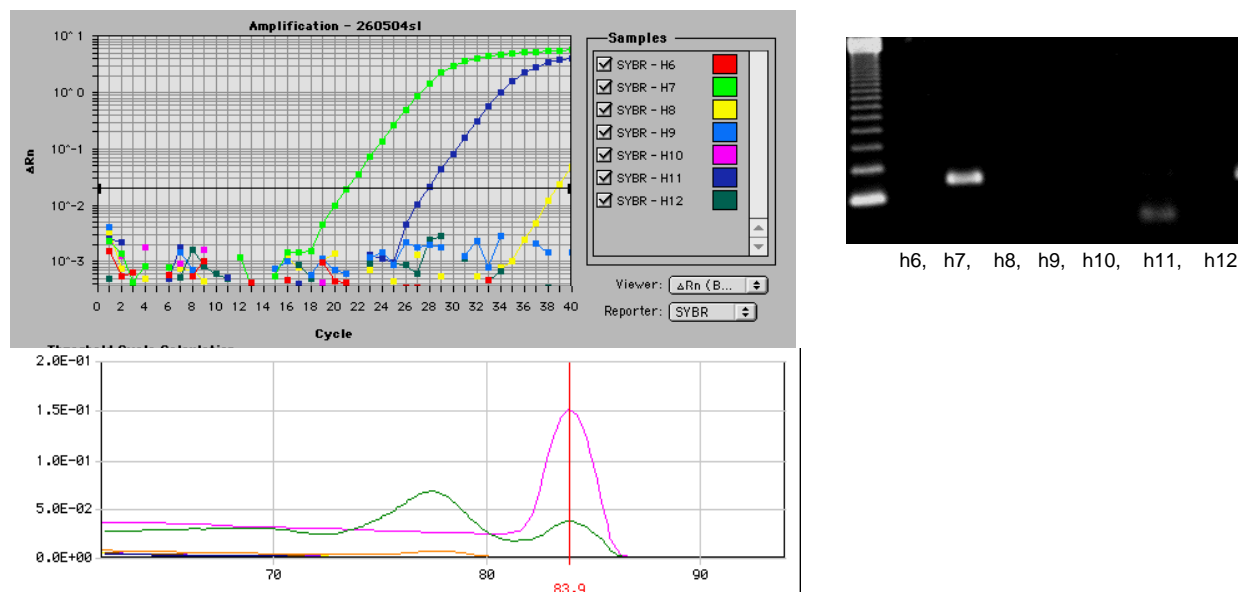 Amplification - 260504sl
10^ 1
10^ 0
10^-1
10^-2
10^-3
ΔRn
0 2 4 6 8 10 12 14 16 18 20 22 24 26 28 30 32 34 36 38 40
Cycle
Samples
SYBR - H6
SYBR - H7
SYBR - H8
SYBR - H9
SYBR - H10
SYBR - H11
SYBR - H12
Viewer: ΔRn (B...
Reporter: SYBR
h6, h7, h8, h9, h10, h11, h12
Threshold Cycle Calculation
2.0E-01
1.5E-01
1.0E-01
5.0E-02
0.0E+00
70 80 90
83.9